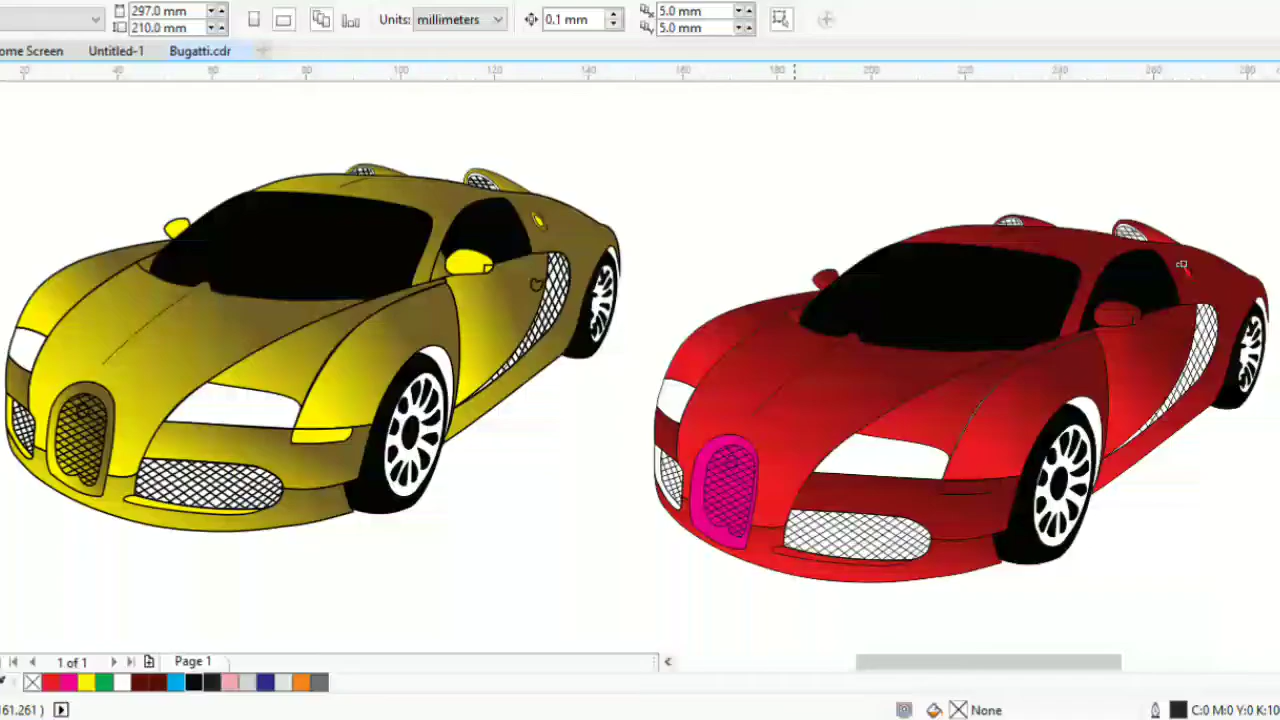 297.0 mm
210.0 mm
Units: millimeters
0.1 mm
5.0 mm
5.0 mm
ome Screen
Untitled-1
Bugatti.cdr
20 40 60 80 100 120 140 160 180 200 220 240 260 280
1 of 1
Page 1
61.261 )
None
C:0 M:0 Y:0 K:10